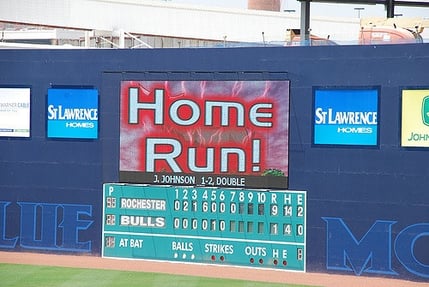 Home
Run!
J. JOHNSON 1-2, DOUBLE
ST LAWRENCE
HOMES
ST LAWRENCE
HOMES
P 1 2 3 4 5 6 7 8 9 10 R H E
ROCHESTER 0 2 1 6 0 0 0 9 14 2
BULLS 0 0 0 0 1 0 1 4 0
AT BAT BALLS STRIKES OUTS H E
BLUE